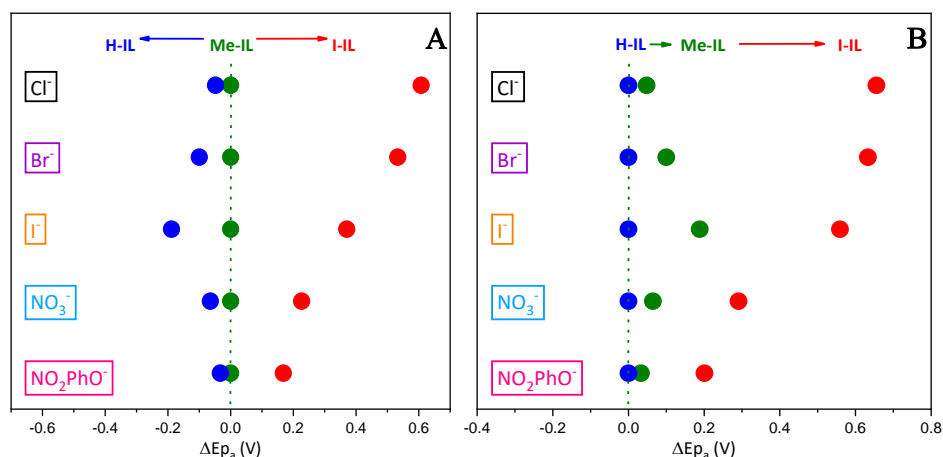 H-IL Me-IL I-IL A
Cl⁻
Br⁻
I⁻
NO₃⁻
NO₂PhO⁻
-0.6 -0.4 -0.2 0.0 0.2 0.4 0.6
ΔEpₐ (V)
H-IL Me-IL I-IL B
Cl⁻
Br⁻
I⁻
NO₃⁻
NO₂PhO⁻
-0.4 -0.2 0.0 0.2 0.4 0.6 0.8
ΔEpₐ (V)